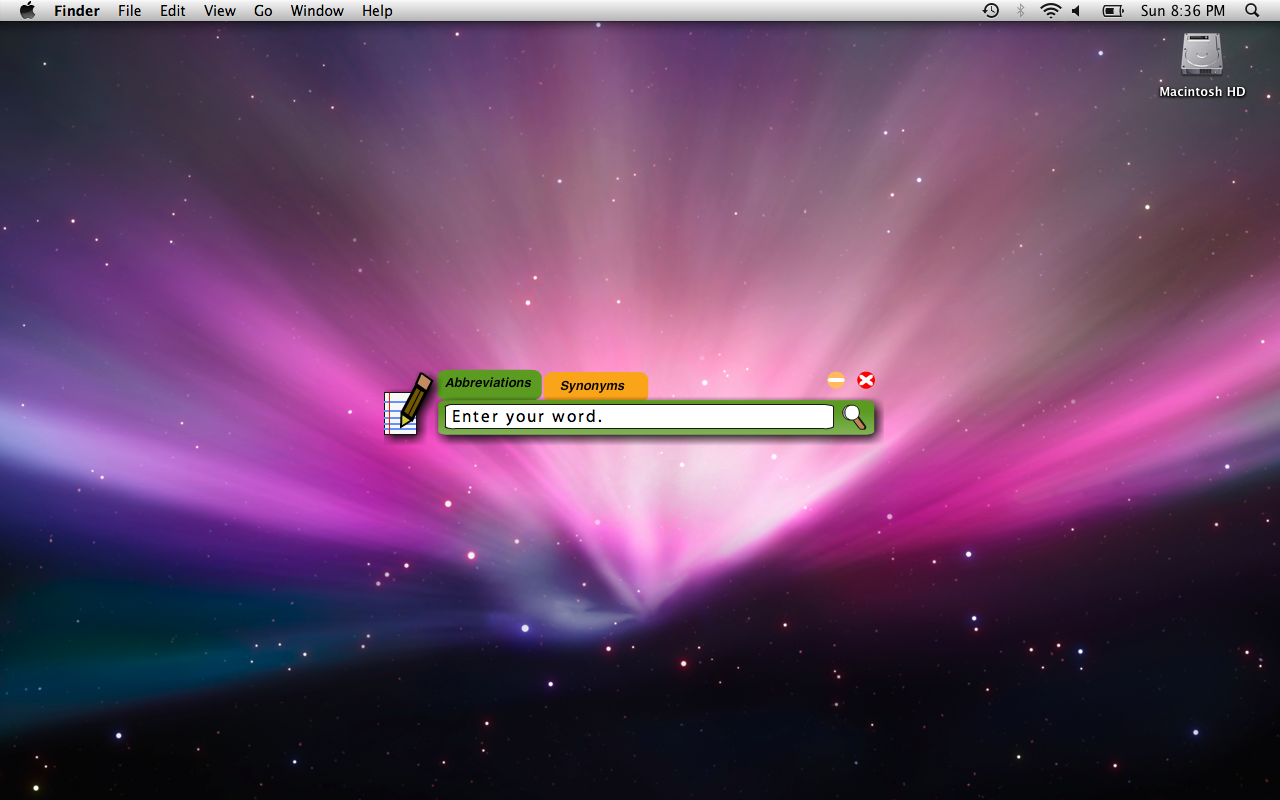 Finder File Edit View Go Window Help Sun 8:36 PM
Macintosh HD
Abbreviations Synonyms
Enter your word.